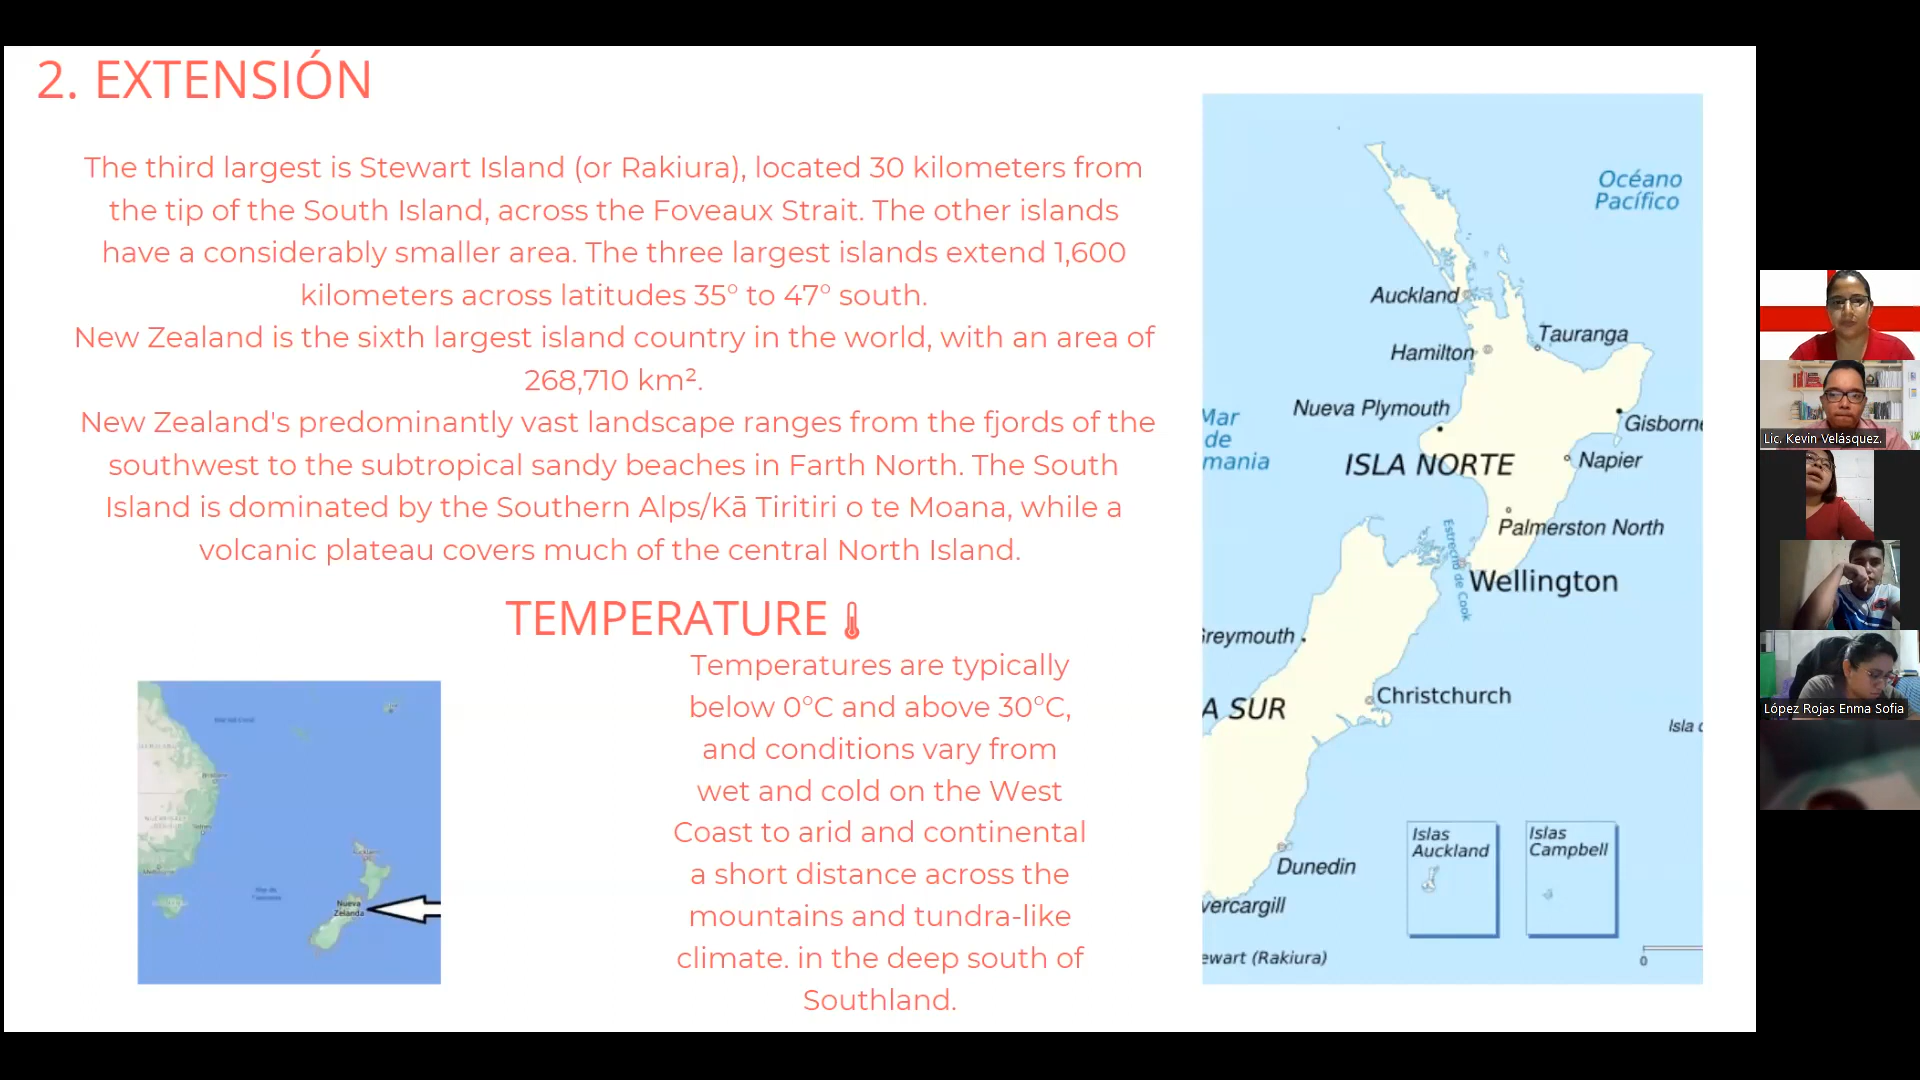 2. EXTENSIÓN
The third largest is Stewart Island (or Rakiura), located 30 kilometers from
the tip of the South Island, across the Foveaux Strait. The other islands
have a considerably smaller area. The three largest islands extend 1,600
kilometers across latitudes 35° to 47° south.
New Zealand is the sixth largest island country in the world, with an area of
268,710 km².
New Zealand's predominantly vast landscape ranges from the fjords of the
southwest to the subtropical sandy beaches in Farth North. The South
Island is dominated by the Southern Alps/Kā Tiritiri o te Moana, while a
volcanic plateau covers much of the central North Island.
TEMPERATURE
Temperatures are typically
below 0°C and above 30°C,
and conditions vary from
wet and cold on the West
Coast to arid and continental
a short distance across the
mountains and tundra-like
climate. in the deep south of
Southland.
Nueva
Zelanda
Océano
Pacífico
Auckland
Tauranga
Hamilton
Nueva Plymouth
Gisborne
Mar
de
mania
ISLA NORTE
Napier
Palmerston North
Estrecho de Cook
Wellington
Greymouth
A SUR
Christchurch
Isla
Dunedin
vercargill
ewart (Rakiura)
Islas
Auckland
Islas
Campbell
0
Lic. Kevin Velásquez.
López Rojas Enma Sofia